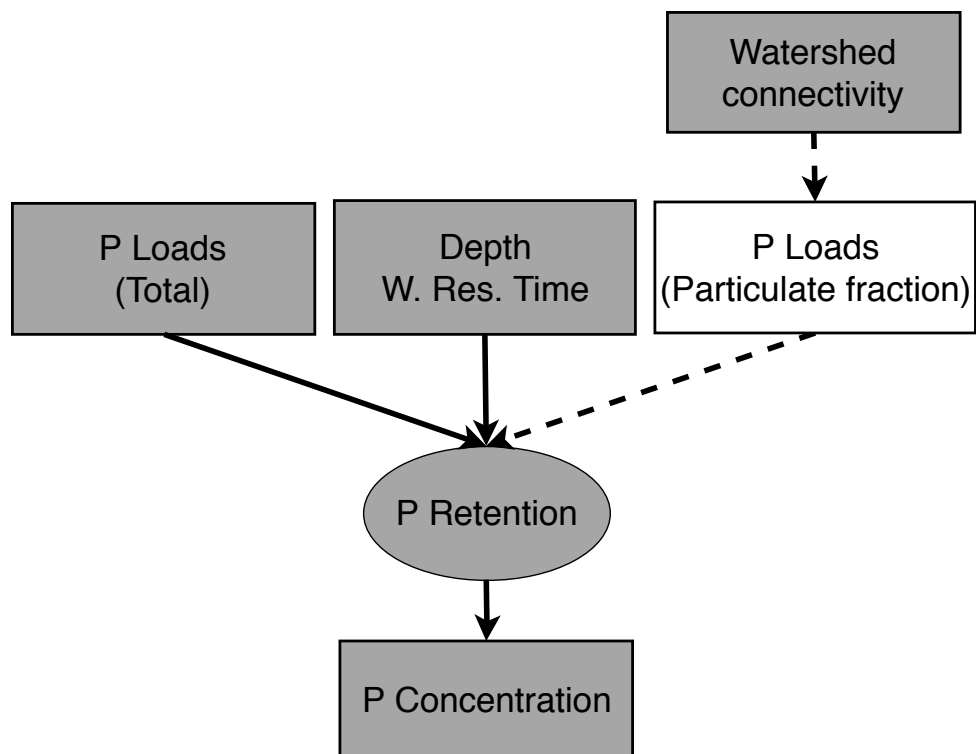 Watershed
connectivity
P Loads
(Total)
Depth
W. Res. Time
P Loads
(Particulate fraction)
P Retention
P Concentration